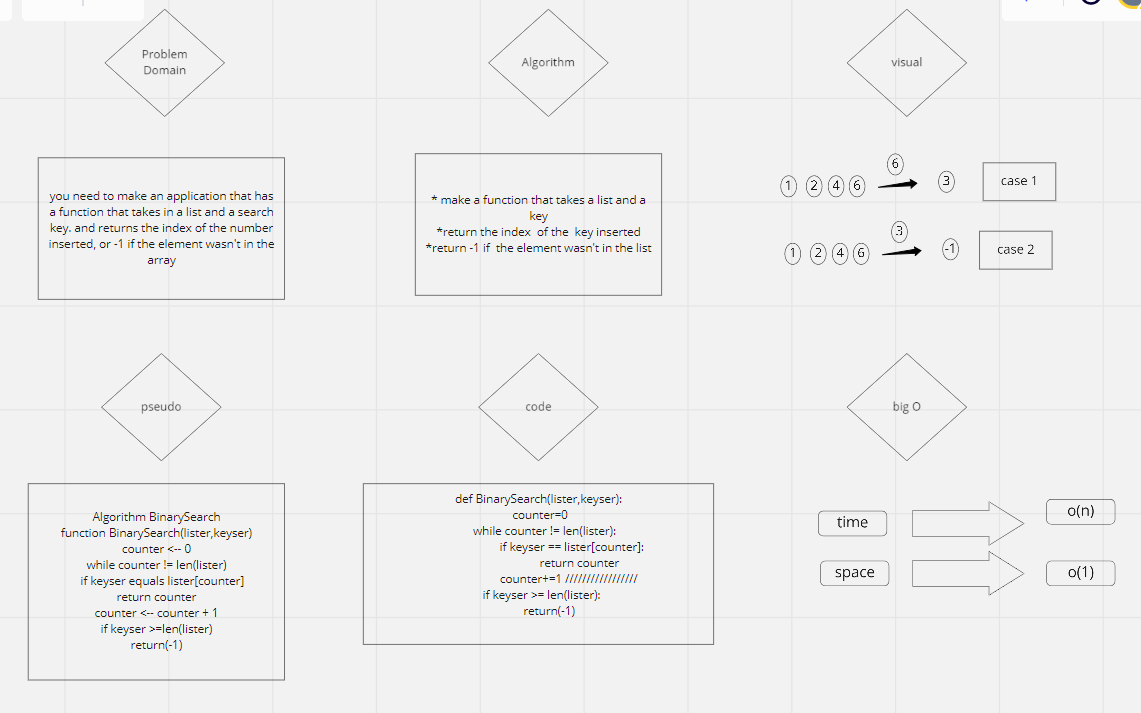 Problem
Domain
Algorithm
visual
you need to make an application that has
a function that takes in a list and a search
key. and returns the index of the number
inserted, or -1 if the element wasn't in the
array
* make a function that takes a list and a
key
*return the index  of the  key inserted
*return -1 if  the element wasn't in the list
6
1 2 4 6 3 case 1
3
1 2 4 6 -1 case 2
pseudo
code
big O
Algorithm BinarySearch
function BinarySearch(lister,keyser)
counter <-- 0
while counter != len(lister)
if keyser equals lister[counter]
return counter
counter <-- counter + 1
if keyser >=len(lister)
return(-1)
def BinarySearch(lister,keyser):
counter=0
while counter != len(lister):
if keyser == lister[counter]:
return counter
counter+=1 /////////////////
if keyser >= len(lister):
return(-1)
time o(n)
space o(1)